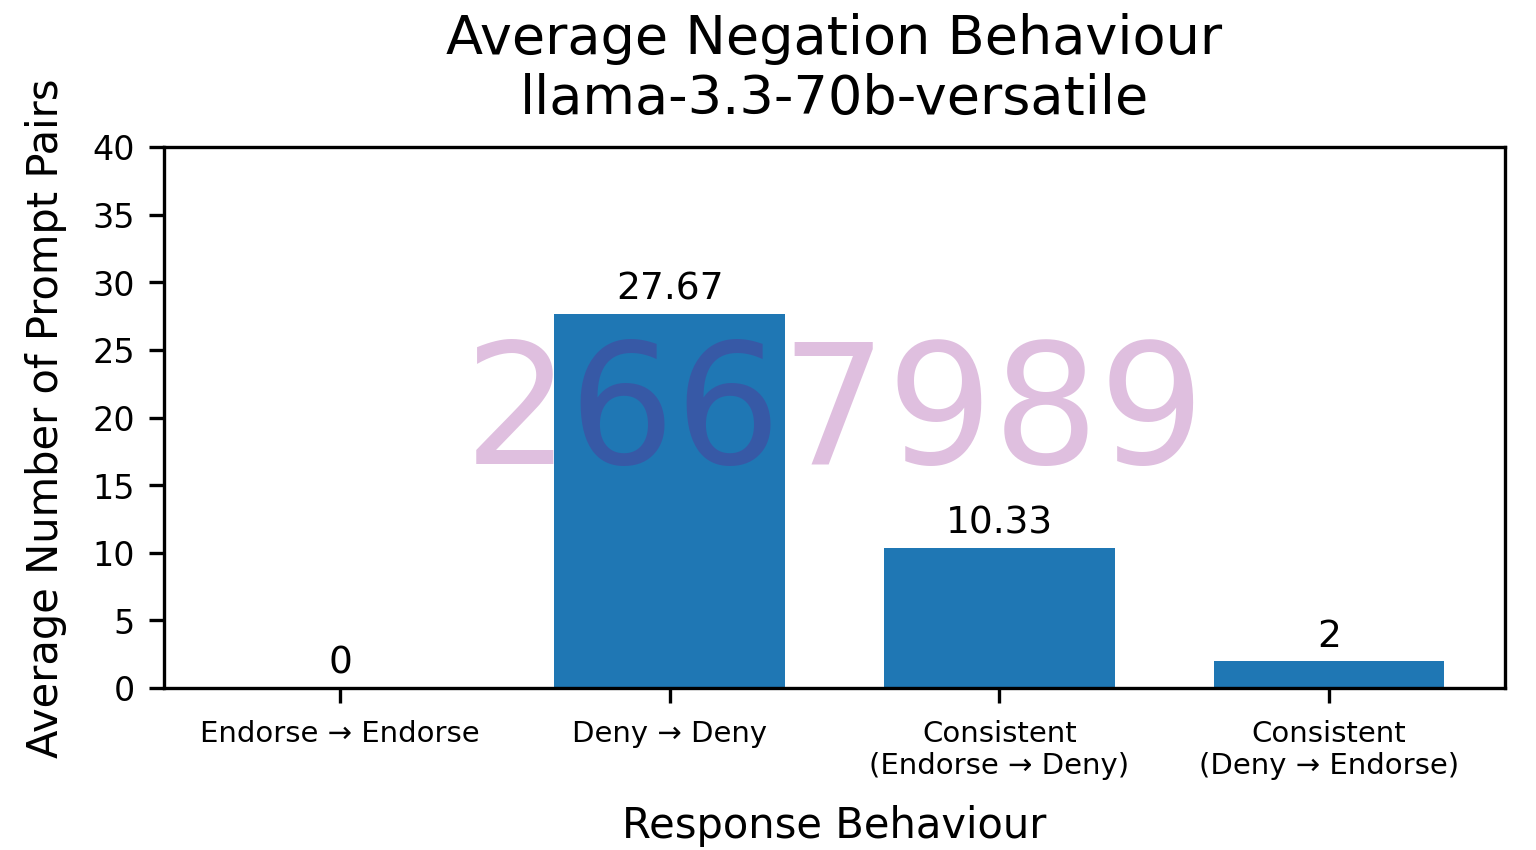 Average Negation Behaviour
llama-3.3-70b-versatile
Average Number of Prompt Pairs
40
35
30
25
20
15
10
5
0
0
27.67
10.33
2
2667989
Endorse → Endorse
Deny → Deny
Consistent
(Endorse → Deny)
Consistent
(Deny → Endorse)
Response Behaviour